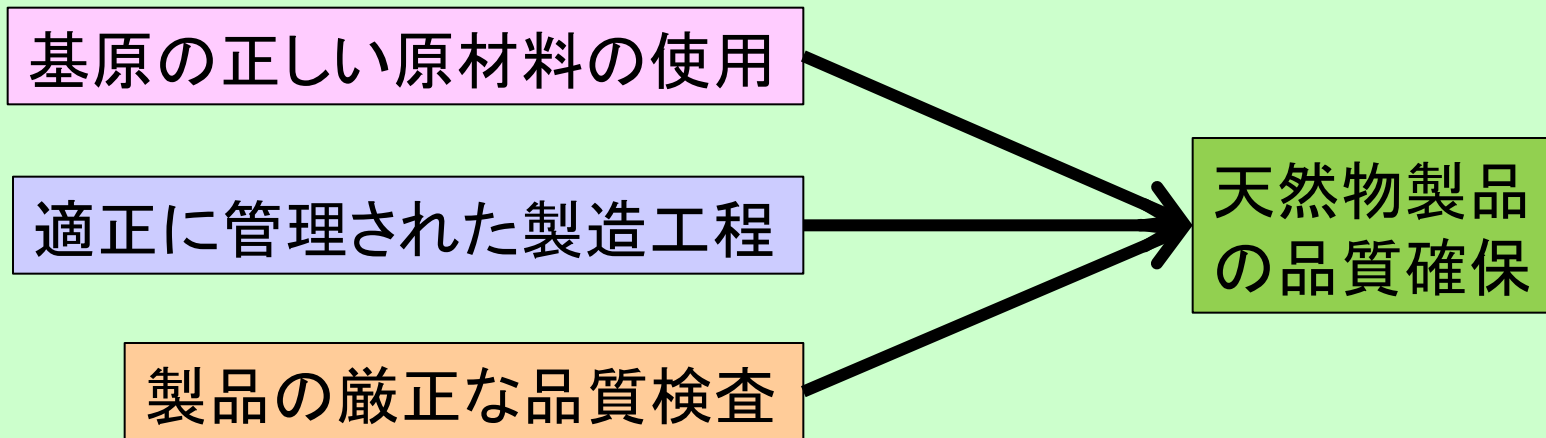 基原の正しい原材料の使用
適正に管理された製造工程
製品の厳正な品質検査
天然物製品
の品質確保